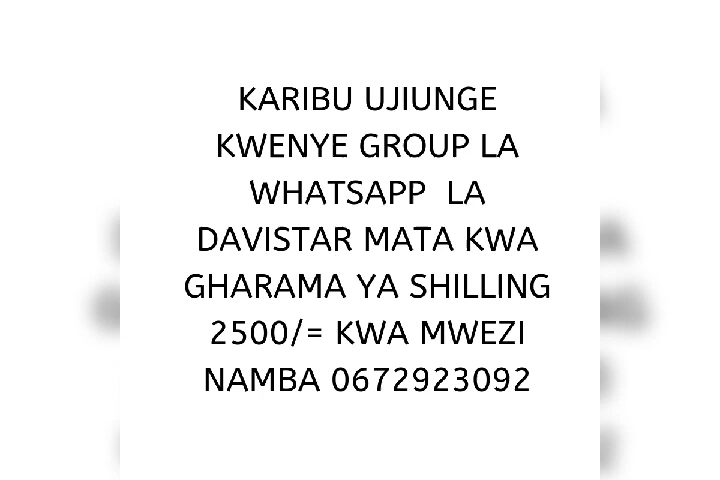 KARIBU UJIUNGE
KWENYE GROUP LA
WHATSAPP LA
DAVISTAR MATA KWA
GHARAMA YA SHILLING
2500/= KWA MWEZI
NAMBA 0672923092